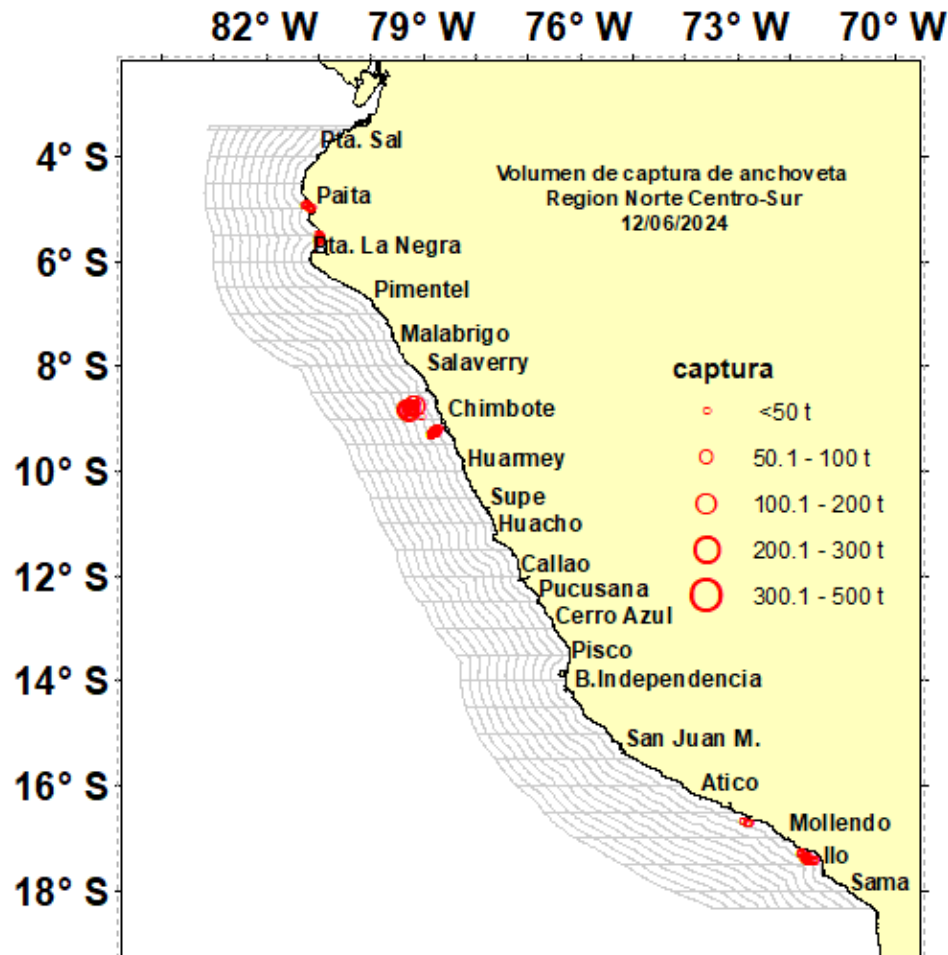 82° W 79° W 76° W 73° W 70° W
4° S
6° S
8° S
10° S
12° S
14° S
16° S
18° S
Pta. Sal
Paita
Pta. La Negra
Pimentel
Malabrigo
Salaverry
Chimbote
Huarmey
Supe
Huacho
Callao
Pucusana
Cerro Azul
Pisco
B.Independencia
San Juan M.
Atico
Mollendo
Ilo
Sama
Volumen de captura de anchoveta
Region Norte Centro-Sur
12/06/2024
captura
<50 t
50.1 - 100 t
100.1 - 200 t
200.1 - 300 t
300.1 - 500 t